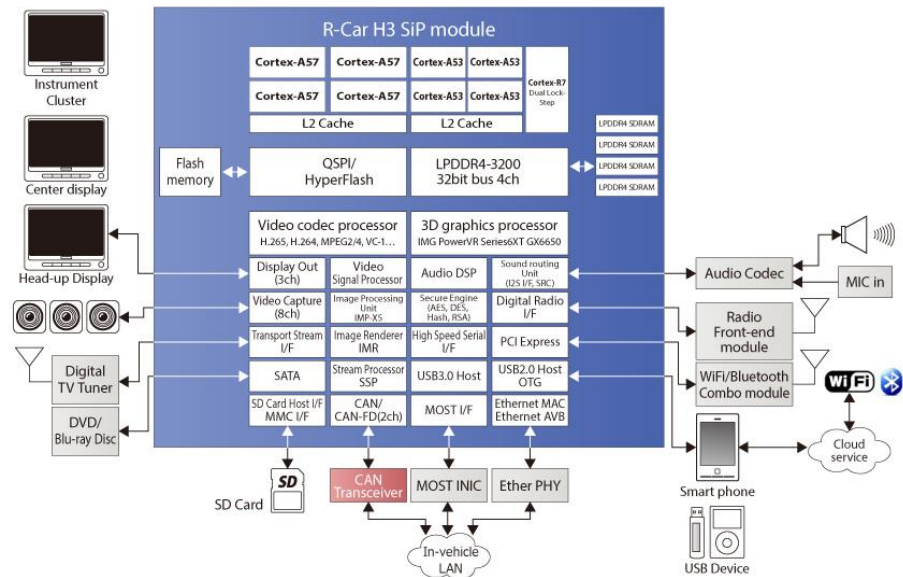 R-Car H3 SiP module
Instrument
Cluster
Center display
Head-up Display
Cortex-A57
Cortex-A57
Cortex-A53
Cortex-A53
Cortex-R7
Dual Lock-
Step
Cortex-A57
Cortex-A57
Cortex-A53
Cortex-A53
L2 Cache
L2 Cache
LPDDR4 SDRAM
LPDDR4 SDRAM
LPDDR4 SDRAM
LPDDR4 SDRAM
Flash
memory
QSPI/
HyperFlash
LPDDR4-3200
32bit bus 4ch
Video codec processor
H.265, H.264, MPEG2/4, VC-1...
3D graphics processor
IMG PowerVR Series6XT GX6650
Display Out
(3ch)
Video
Signal Processor
Audio DSP
Sound routing
Unit
(I2S I/F, SRC)
Video Capture
(8ch)
Image Processing
Unit
IMP-X5
Secure Engine
(AES, DES,
Hash, RSA)
Digital Radio
I/F
Transport Stream
I/F
Image Renderer
IMR
High Speed Serial
I/F
PCI Express
SATA
Stream Processor
SSP
USB3.0 Host
USB2.0 Host
OTG
SD Card Host I/F
MMC I/F
CAN/
CAN-FD(2ch)
MOST I/F
Ethernet MAC
Ethernet AVB
Digital
TV Tuner
DVD/
Blu-ray Disc
Audio Codec
MIC in
Radio
Front-end
module
WiFi/Bluetooth
Combo module
Wi Fi
Cloud
service
Smart phone
USB Device
SD
SD Card
CAN
Transceiver
MOST INIC
Ether PHY
In-vehicle
LAN